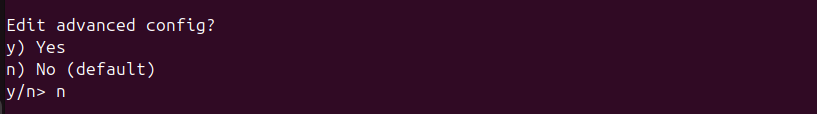 Edit advanced config?
y) Yes
n) No (default)
y/n> n